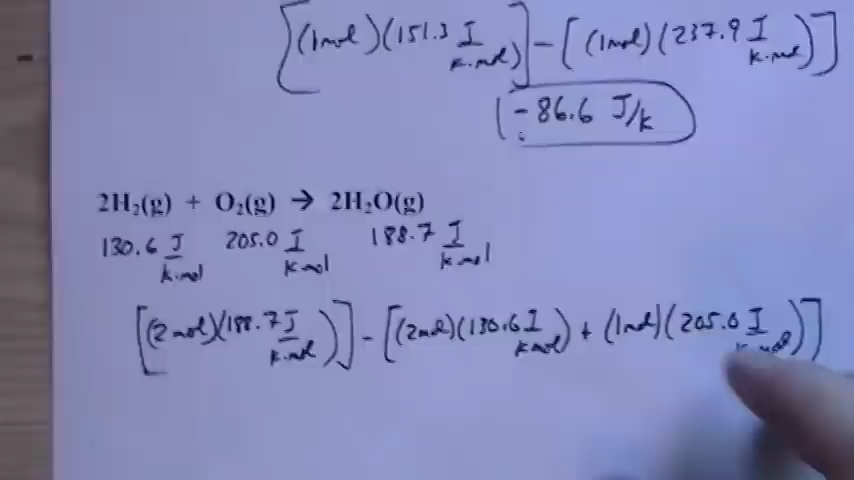 [(1mol)(151.3 J/k.mol)] - [(1mol)(237.9 J/k.mol)]
-86.6 J/k
2H₂(g) + O₂(g) → 2H₂O(g)
130.6 J/k.mol 205.0 J/k.mol 188.7 J/k.mol
[(2mol)(188.7 J/k.mol)] - [(2mol)(130.6 J/k.mol) + (1mol)(205.0 J/k.mol)]